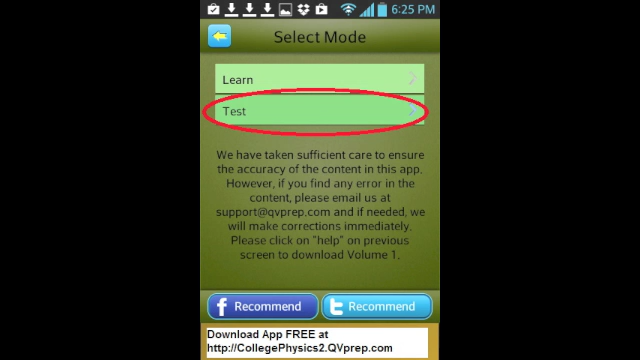 6:25 PM
Select Mode
Learn
Test
We have taken sufficient care to ensure
the accuracy of the content in this app.
However, if you find any error in the
content, please email us at
support@qvprep.com and if needed, we
will make corrections immediately.
Please click on "help" on previous
screen to download Volume 1.
f Recommend
t Recommend
Download App FREE at
http://CollegePhysics2.QVprep.com